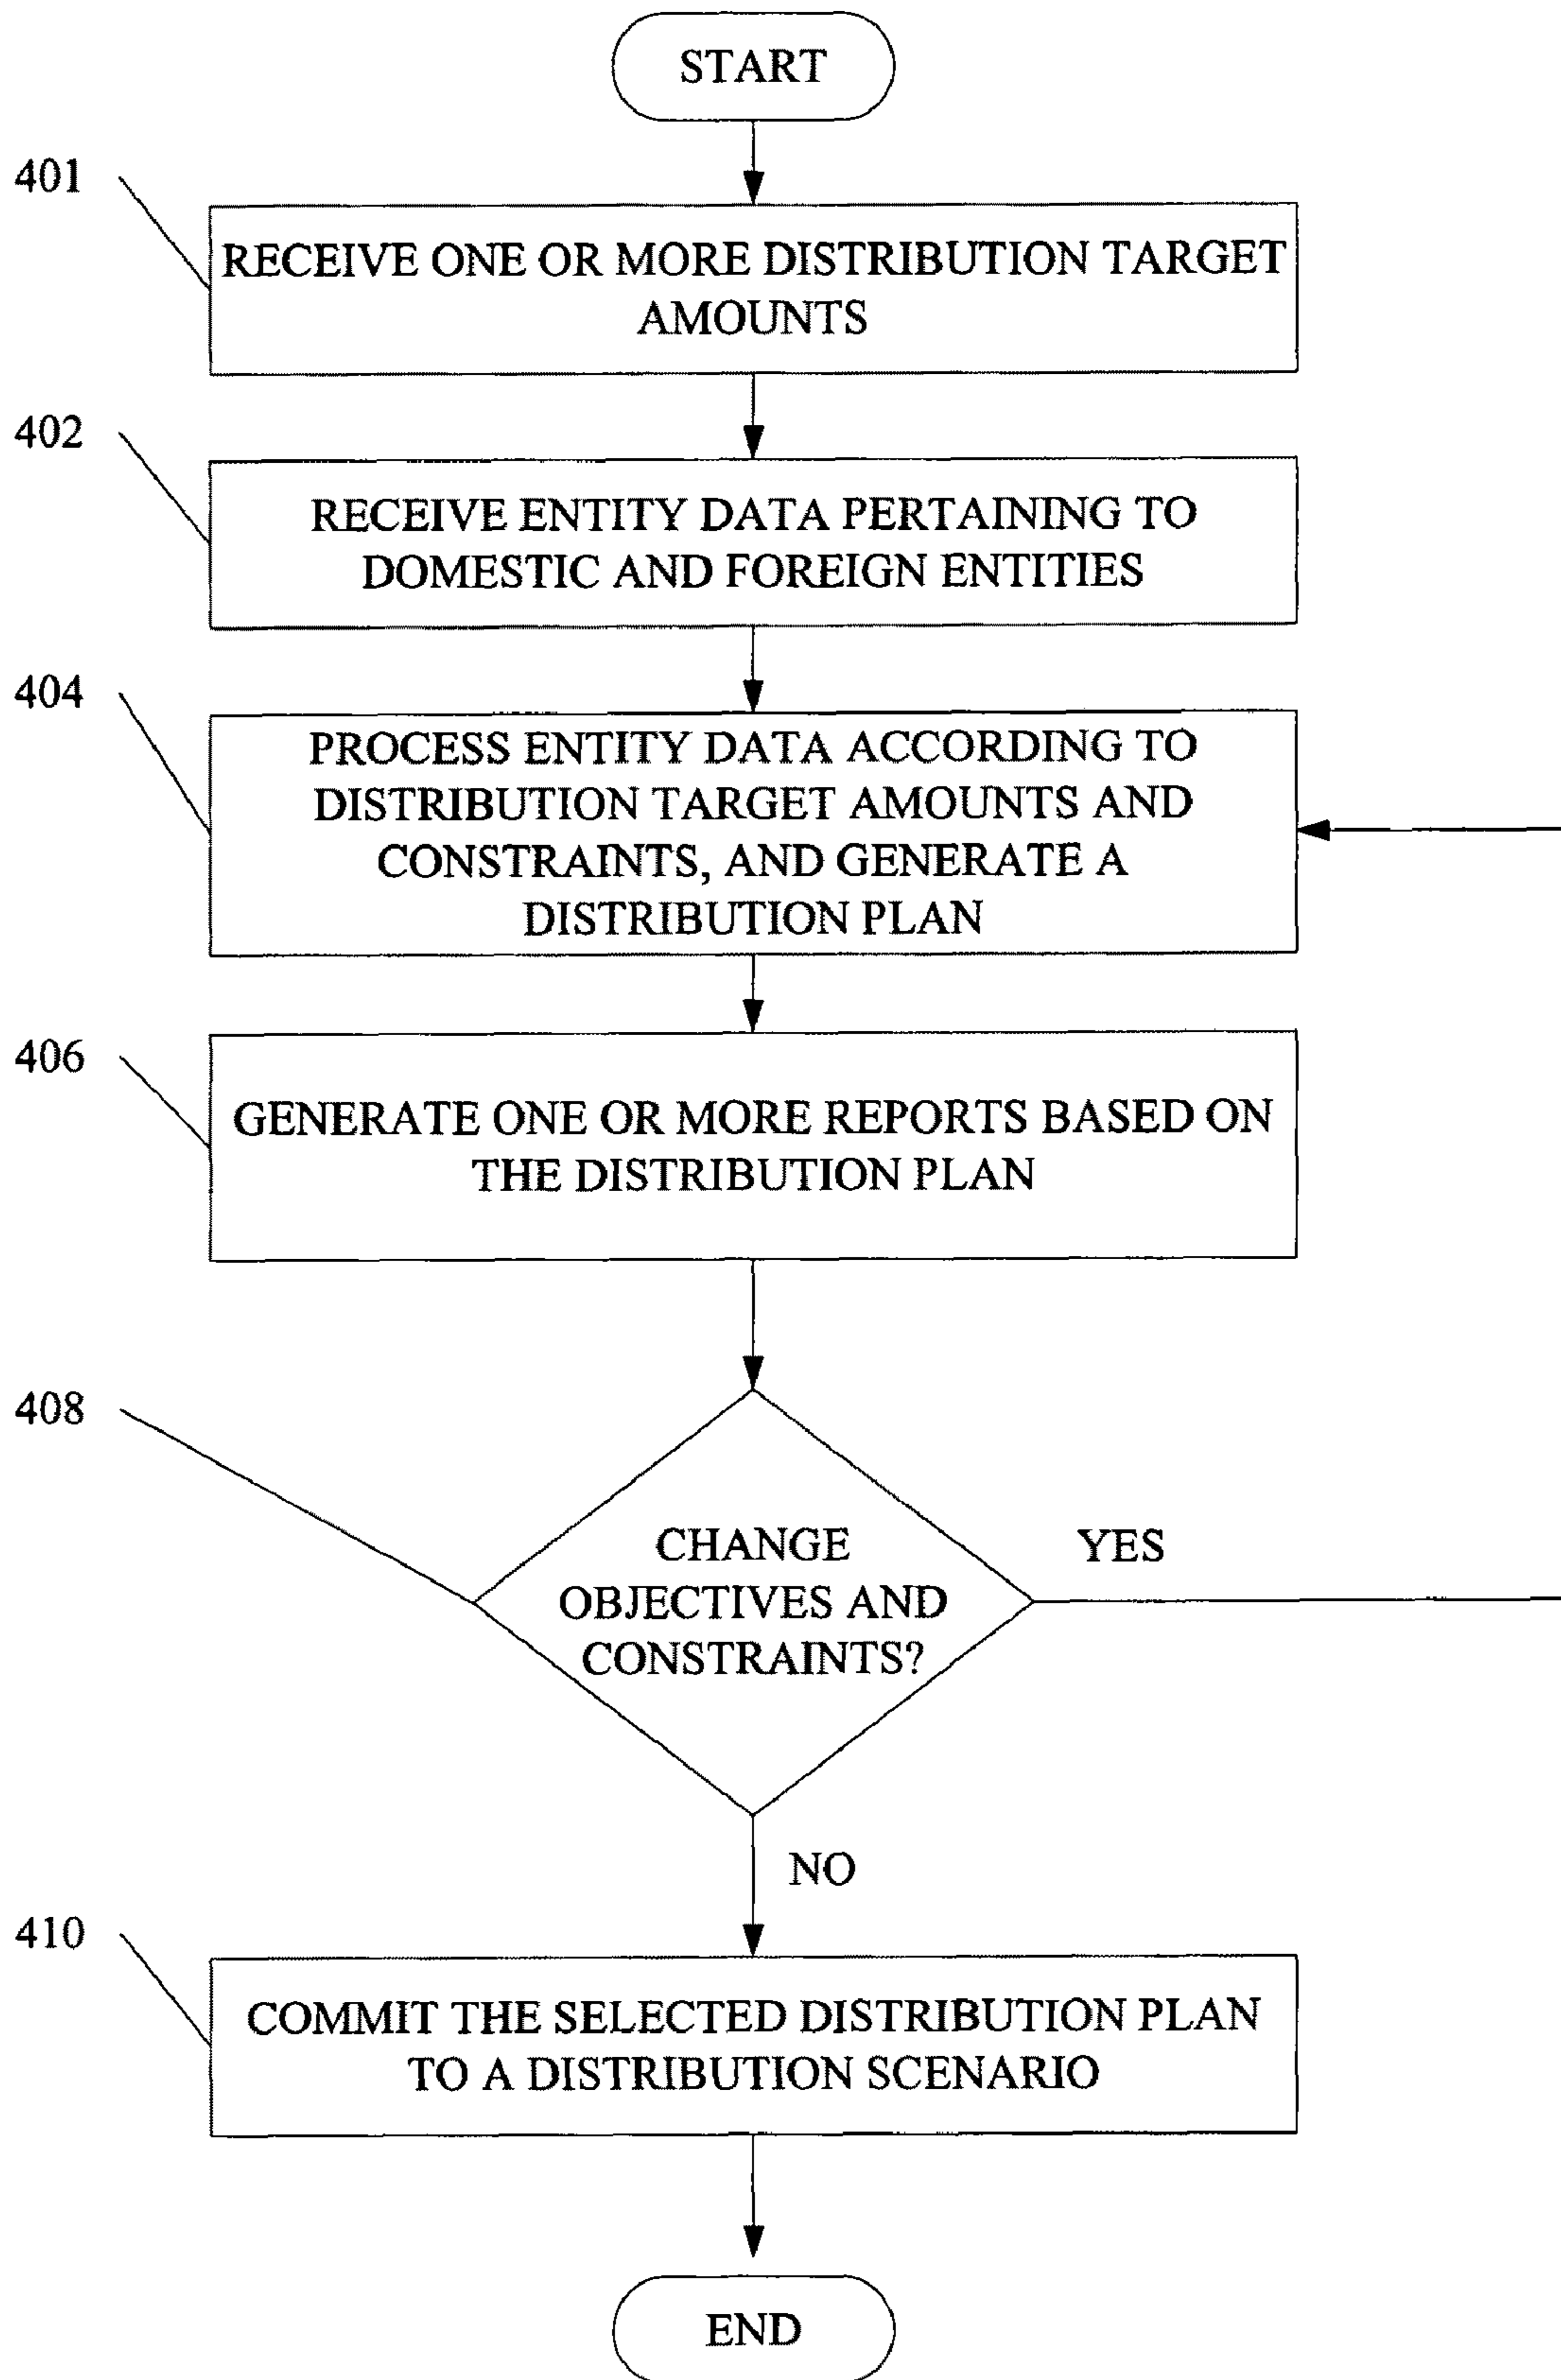 START
401
RECEIVE ONE OR MORE DISTRIBUTION TARGET
AMOUNTS
402
RECEIVE ENTITY DATA PERTAINING TO
DOMESTIC AND FOREIGN ENTITIES
404
PROCESS ENTITY DATA ACCORDING TO
DISTRIBUTION TARGET AMOUNTS AND
CONSTRAINTS, AND GENERATE A
DISTRIBUTION PLAN
406
GENERATE ONE OR MORE REPORTS BASED ON
THE DISTRIBUTION PLAN
408
CHANGE
OBJECTIVES AND
CONSTRAINTS?
YES
NO
410
COMMIT THE SELECTED DISTRIBUTION PLAN
TO A DISTRIBUTION SCENARIO
END